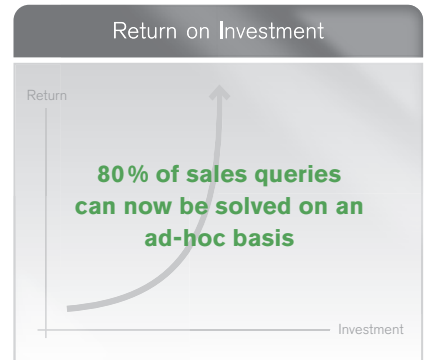 Return on Investment
Return
80% of sales queries
can now be solved on an
ad-hoc basis
Investment